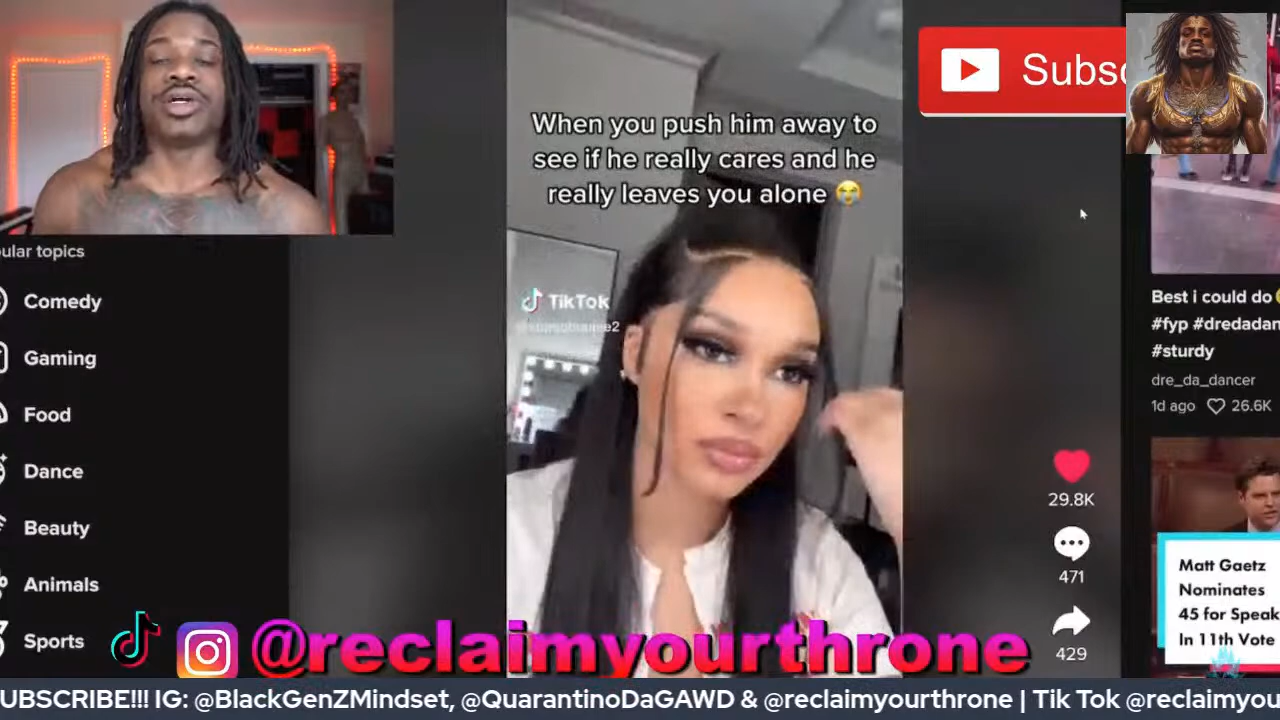 Subsc
When you push him away to
see if he really cares and he
really leaves you alone 😭
TikTok
ular topics
Comedy
Gaming
Food
Dance
Beauty
Animals
Sports
29.8K
471
429
Best i could do
#fyp #dredadan
#sturdy
dre_da_dancer
1d ago 26.6K
Matt Gaetz
Nominates
45 for Speak
In 11th Vote
@reclaimyourthrone
UBSCRIBE!!! IG: @BlackGenZMindset, @QuarantinoDaGAWD & @reclaimyourthrone | Tik Tok @reclaimyou